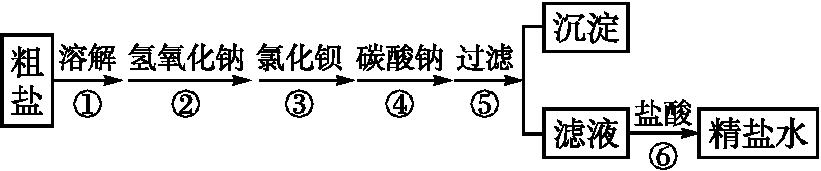 沉淀
粗盐
溶解 氢氧化钠 氯化钡 碳酸钠 过滤
① ② ③ ④ ⑤
滤液
盐酸
⑥
精盐水